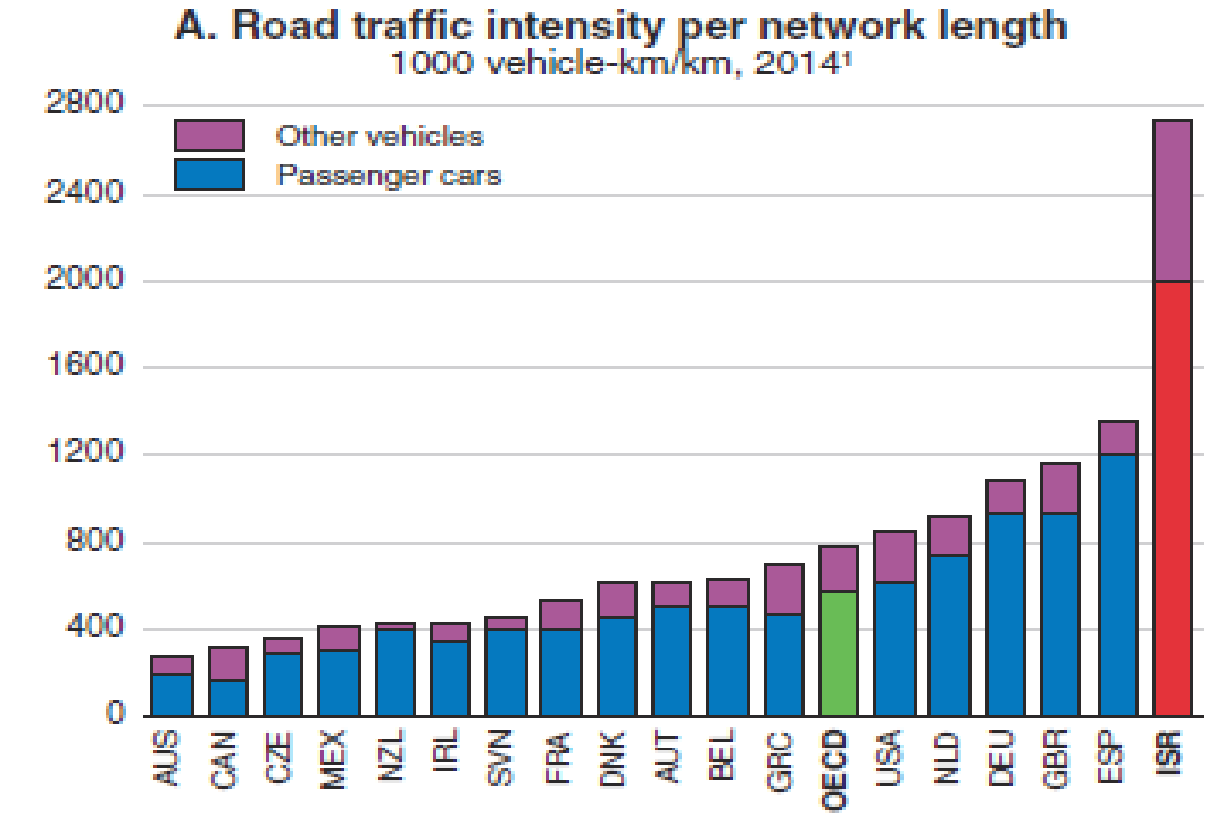 A. Road traffic intensity per network length
1000 vehicle-km/km, 2014¹
2800
2400
2000
1600
1200
800
400
0
Other vehicles
Passenger cars
AUS
CAN
CZE
MEX
NZL
IRL
SVN
FRA
DNK
AUT
BEL
GRC
OECD
USA
NLD
DEU
GBR
ESP
ISR